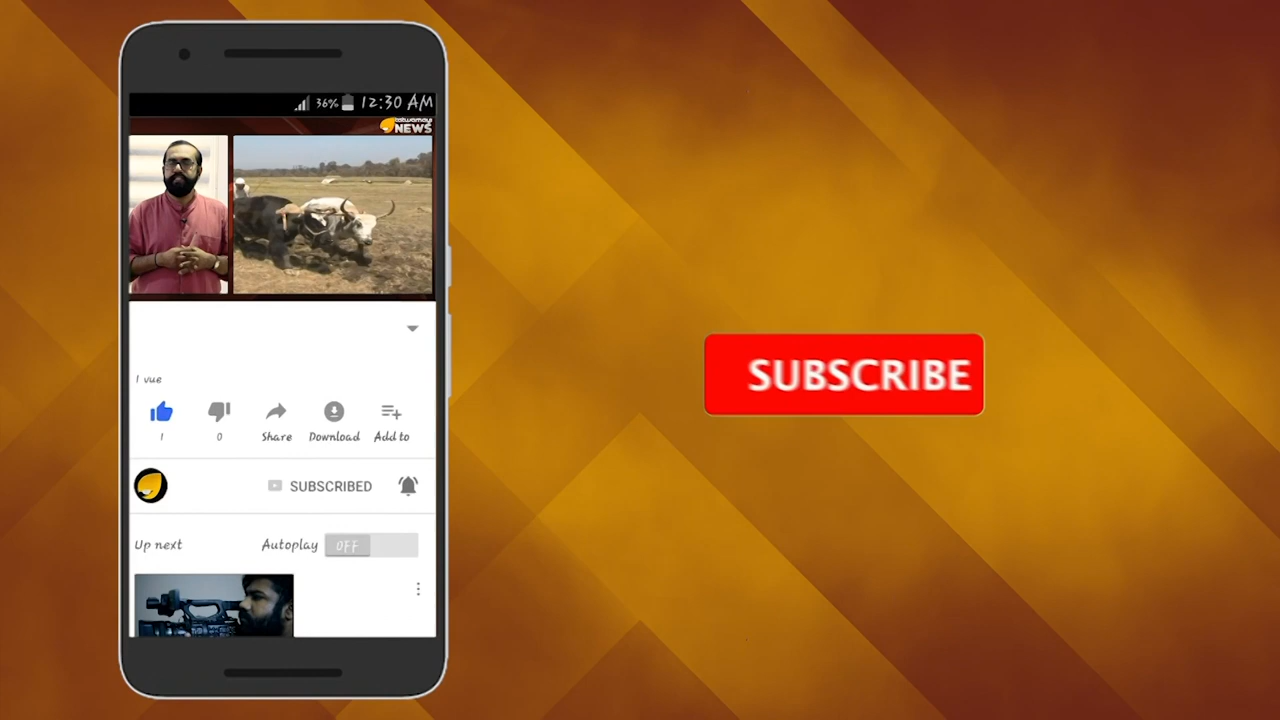 36% 12:30 AM
tatwamayi
NEWS
1 vue
1
0
Share
Download
Add to
SUBSCRIBED
Up next
Autoplay
OFF
SUBSCRIBE